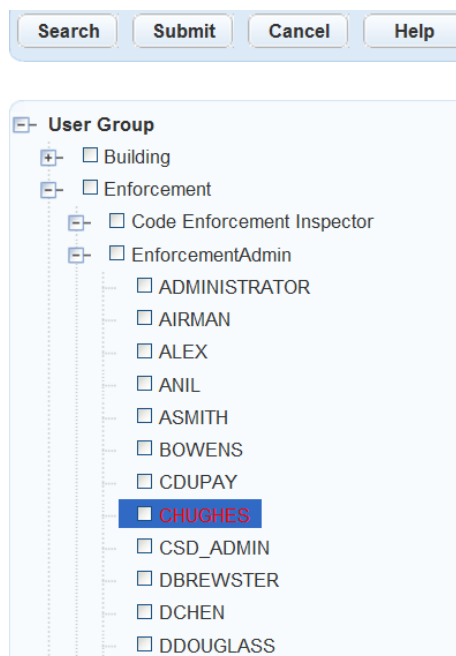 Search Submit Cancel Help
User Group
Building
Enforcement
Code Enforcement Inspector
EnforcementAdmin
ADMINISTRATOR
AIRMAN
ALEX
ANIL
ASMITH
BOWENS
CDUPAY
CHUGHES
CSD_ADMIN
DBREWSTER
DCHEN
DDOUGLASS